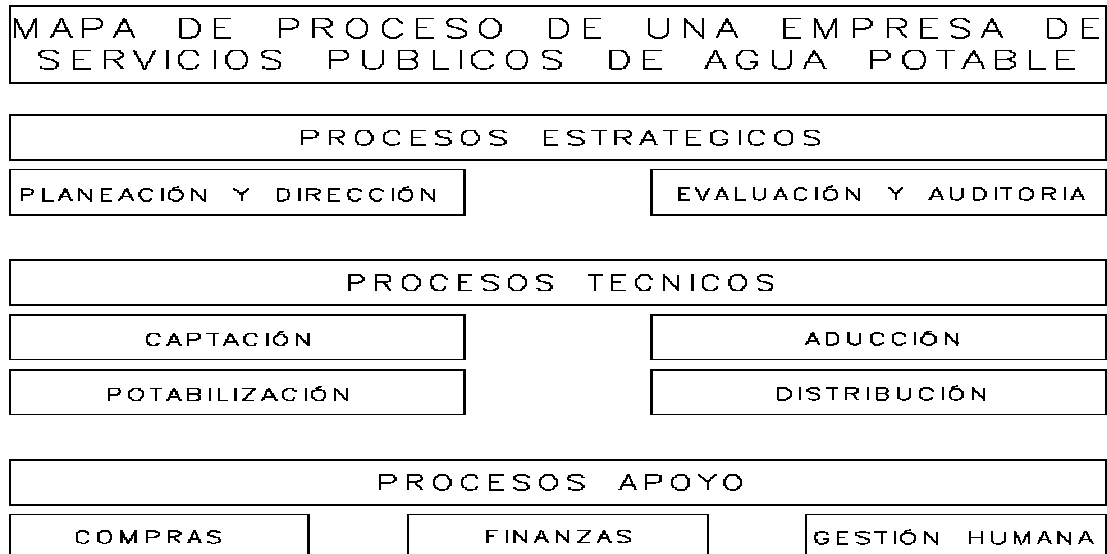 MAPA DE PROCESO DE UNA EMPRESA DE
SERVICIOS PUBLICOS DE AGUA POTABLE
PROCESOS ESTRATEGICOS
PLANEACIÓN Y DIRECCIÓN
EVALUACIÓN Y AUDITORIA
PROCESOS TECNICOS
CAPTACIÓN
ADUCCIÓN
POTABILIZACIÓN
DISTRIBUCIÓN
PROCESOS APOYO
COMPRAS
FINANZAS
GESTIÓN HUMANA